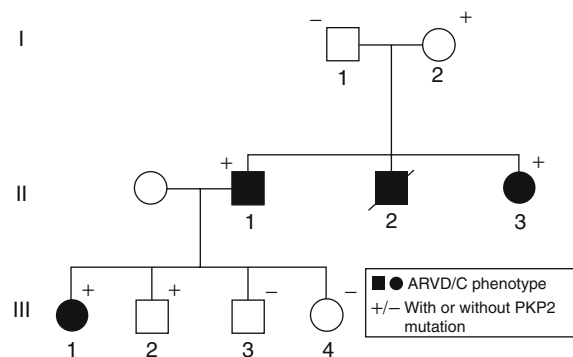 I
−
+
1
2
II
+
+
1
2
3
III
+
+
−
−
1
2
3
4
ARVD/C phenotype
+/− With or without PKP2
mutation